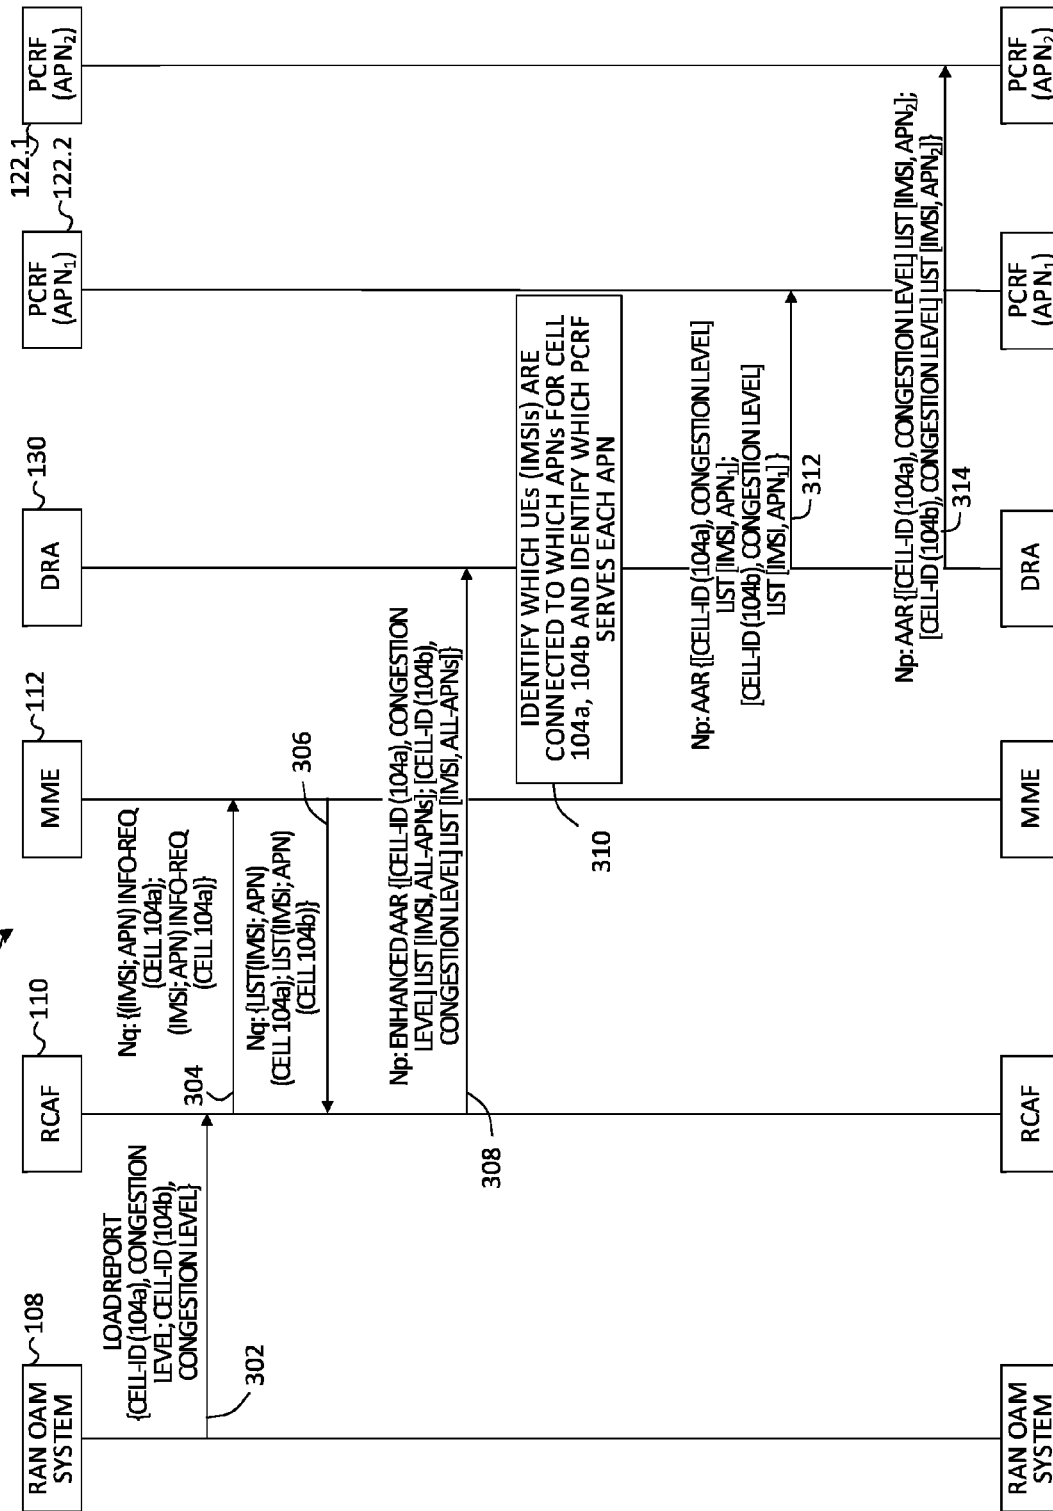 RAN OAM
SYSTEM
108
RCAF
110
MME
112
DRA
130
PCRF
(APN1)
122.2
PCRF
(APN2)
122.1
LOAD REPORT
{CELL-ID (104a), CONGESTION
LEVEL; CELL-ID (104b),
CONGESTION LEVEL}
302
Nq: {(IMSI; APN) INFO-REQ
(CELL 104a);
(IMSI; APN) INFO-REQ
(CELL 104a)}
304
Nq: {LIST(IMSI; APN)
(CELL 104a); LIST(IMSI; APN)
(CELL 104b)}
306
Np: ENHANCED AAR {[CELL-ID (104a), CONGESTION
LEVEL] LIST [IMSI, ALL-APNs]; [CELL-ID (104b),
CONGESTION LEVEL] LIST [IMSI, ALL-APNs]}
308
IDENTIFY WHICH UEs (IMSIs) ARE
CONNECTED TO WHICH APNs FOR CELL
104a, 104b AND IDENTIFY WHICH PCRF
SERVES EACH APN
310
Np: AAR {[CELL-ID (104a), CONGESTION LEVEL]
LIST [IMSI, APN1];
[CELL-ID (104b), CONGESTION LEVEL]
LIST [IMSI, APN1] }
312
Np: AAR {[CELL-ID (104a), CONGESTION LEVEL] LIST [IMSI, APN2];
[CELL-ID (104b), CONGESTION LEVEL] LIST [IMSI, APN2]}
314
RAN OAM
SYSTEM
RCAF
MME
DRA
PCRF
(APN1)
PCRF
(APN2)